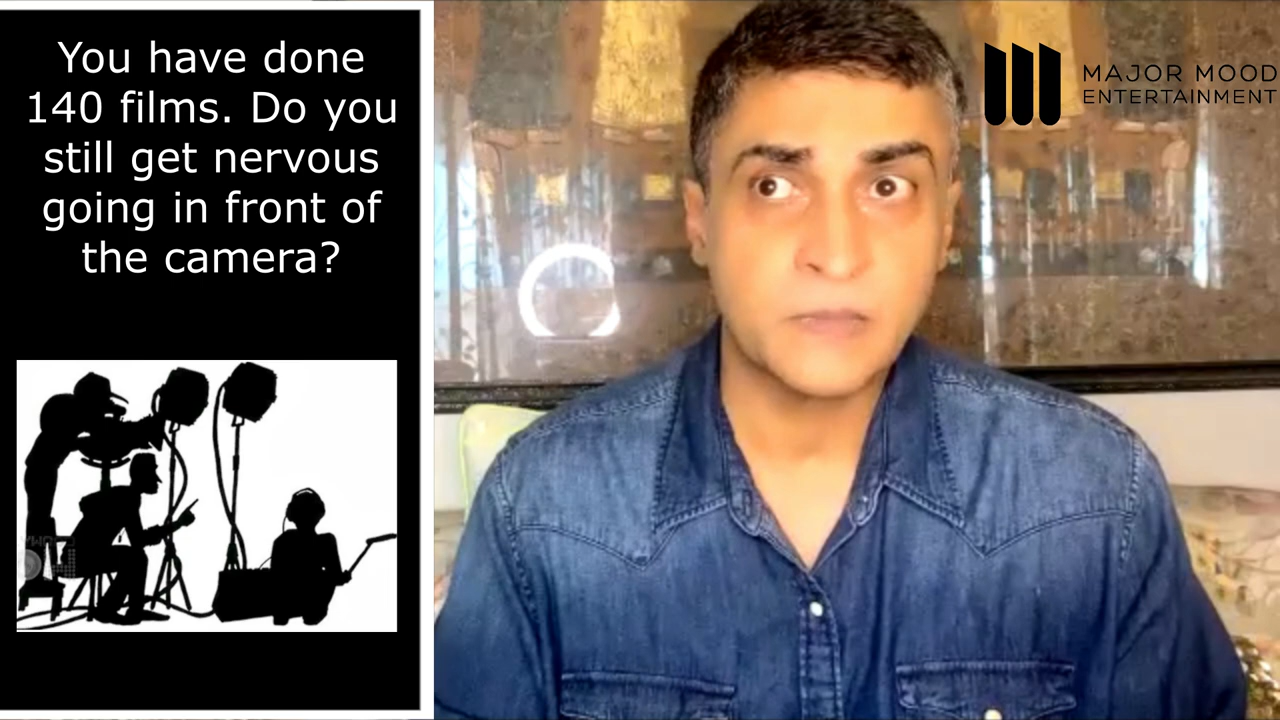 You have done
140 films. Do you
still get nervous
going in front of
the camera?
MAJOR MOOD
ENTERTAINMENT